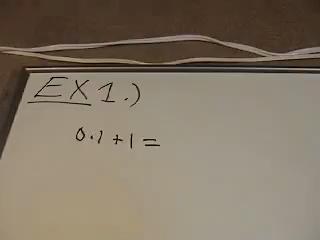 EX 1.)
0.1 + 1 =